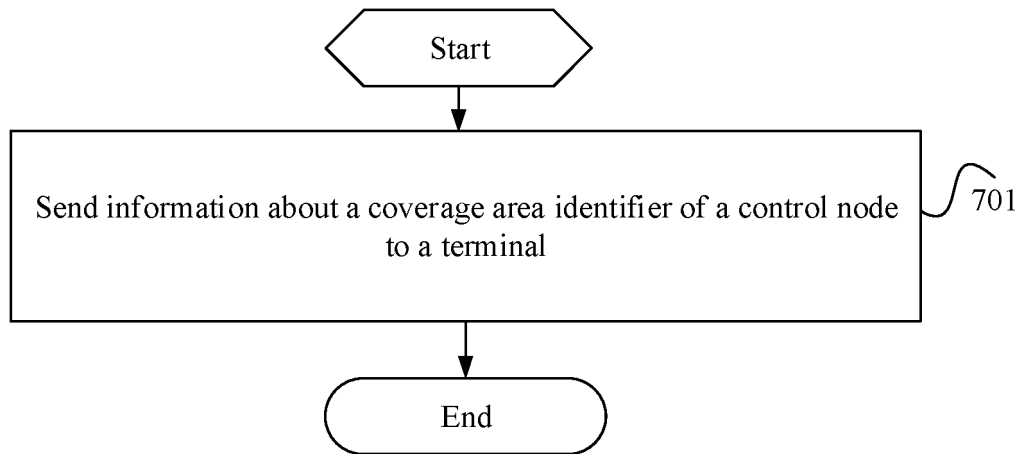 Start
Send information about a coverage area identifier of a control node
to a terminal
701
End